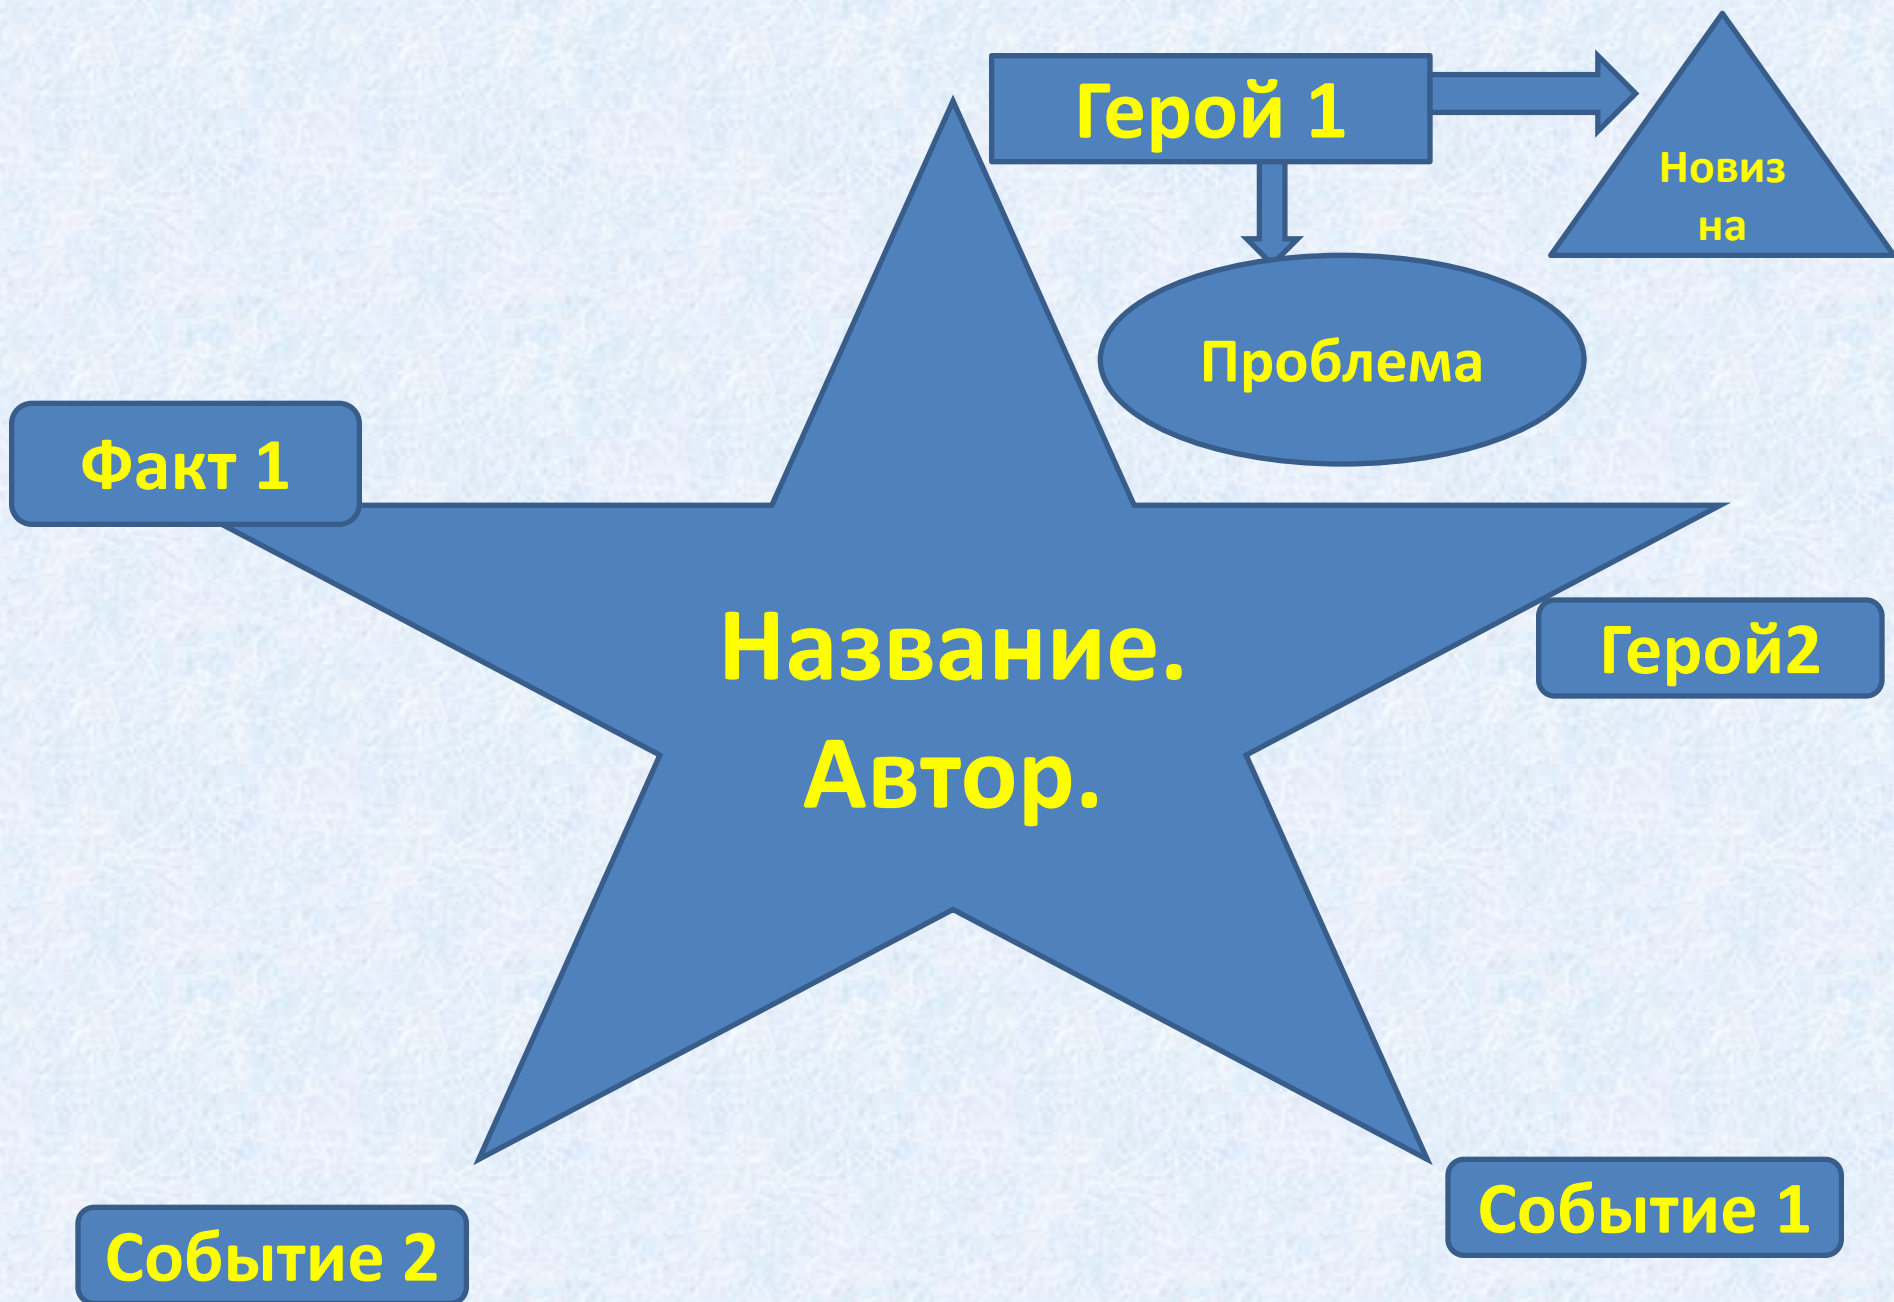 Герой 1
Новиз
на
Проблема
Факт 1
Название.
Автор.
Герой2
Событие 1
Событие 2